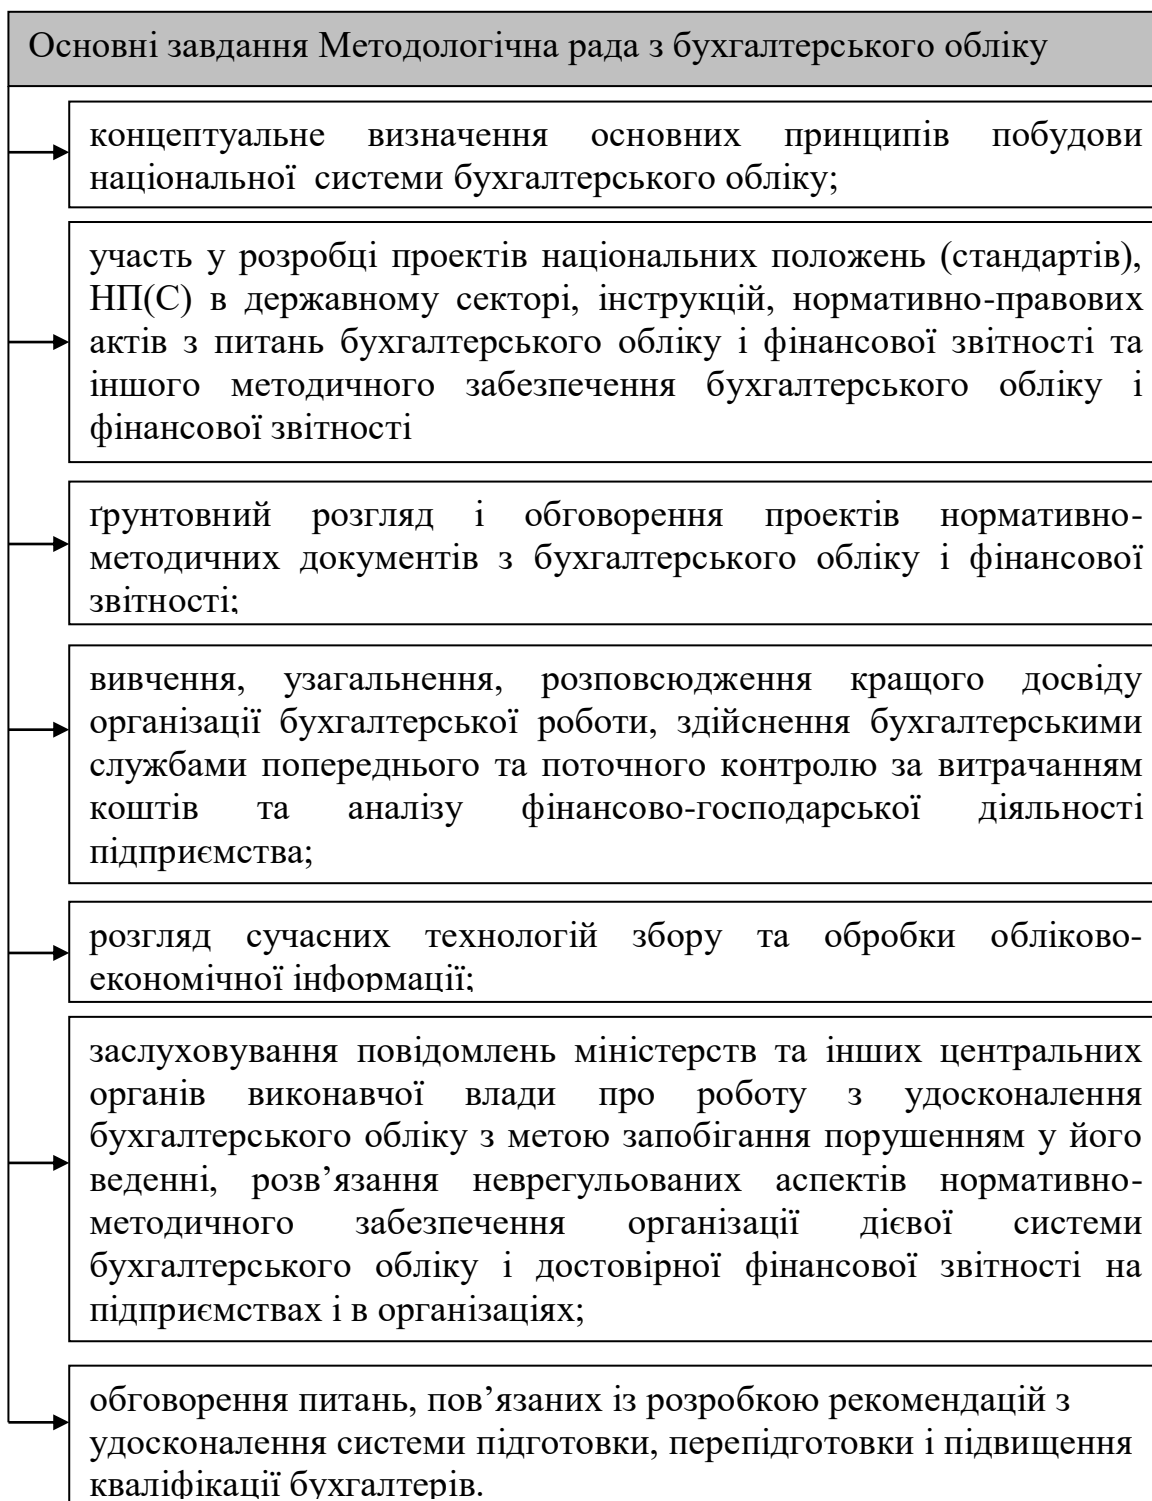 Основні завдання Методологічна рада з бухгалтерського обліку
концептуальне визначення основних принципів побудови
національної системи бухгалтерського обліку;
участь у розробці проектів національних положень (стандартів),
НП(С) в державному секторі, інструкцій, нормативно-правових
актів з питань бухгалтерського обліку і фінансової звітності та
іншого методичного забезпечення бухгалтерського обліку і
фінансової звітності
ґрунтовний розгляд і обговорення проектів нормативно-
методичних документів з бухгалтерського обліку і фінансової
звітності;
вивчення, узагальнення, розповсюдження кращого досвіду
організації бухгалтерської роботи, здійснення бухгалтерськими
службами попереднього та поточного контролю за витрачанням
коштів та аналізу фінансово-господарської діяльності
підприємства;
розгляд сучасних технологій збору та обробки обліково-
економічної інформації;
заслуховування повідомлень міністерств та інших центральних
органів виконавчої влади про роботу з удосконалення
бухгалтерського обліку з метою запобігання порушенням у його
веденні, розв’язання неврегульованих аспектів нормативно-
методичного забезпечення організації дієвої системи
бухгалтерського обліку і достовірної фінансової звітності на
підприємствах і в організаціях;
обговорення питань, пов’язаних із розробкою рекомендацій з
удосконалення системи підготовки, перепідготовки і підвищення
кваліфікації бухгалтерів.